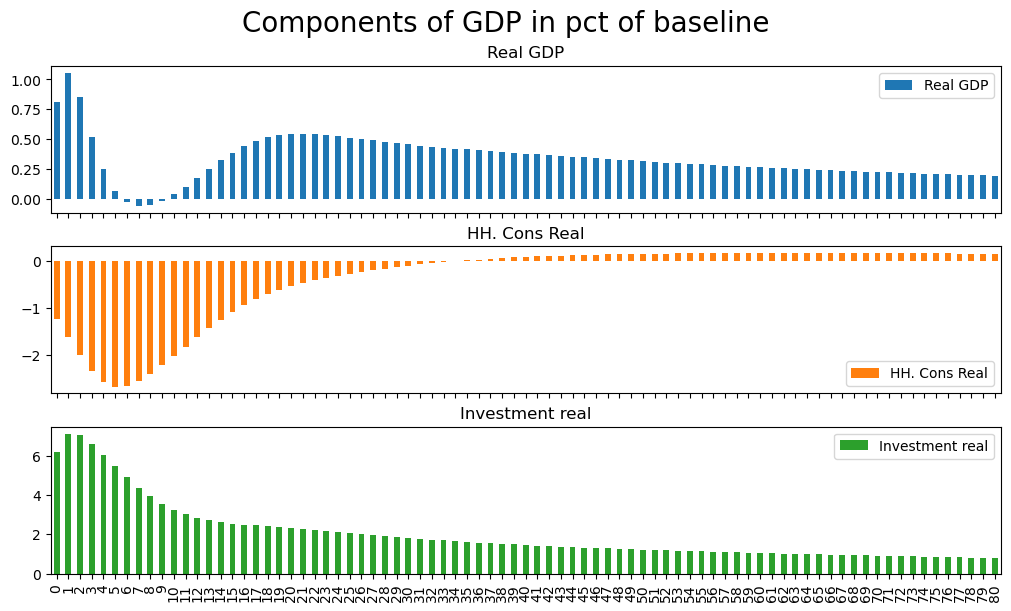 Components of GDP in pct of baseline
Real GDP
1.00
0.75
0.50
0.25
0.00
Real GDP
HH. Cons Real
0
−1
−2
HH. Cons Real
Investment real
6
4
2
0
Investment real
0 1 2 3 4 5 6 7 8 9 10 11 12 13 14 15 16 17 18 19 20 21 22 23 24 25 26 27 28 29 30 31 32 33 34 35 36 37 38 39 40 41 42 43 44 45 46 47 48 49 50 51 52 53 54 55 56 57 58 59 60 61 62 63 64 65 66 67 68 69 70 71 72 73 74 75 76 77 78 79 80